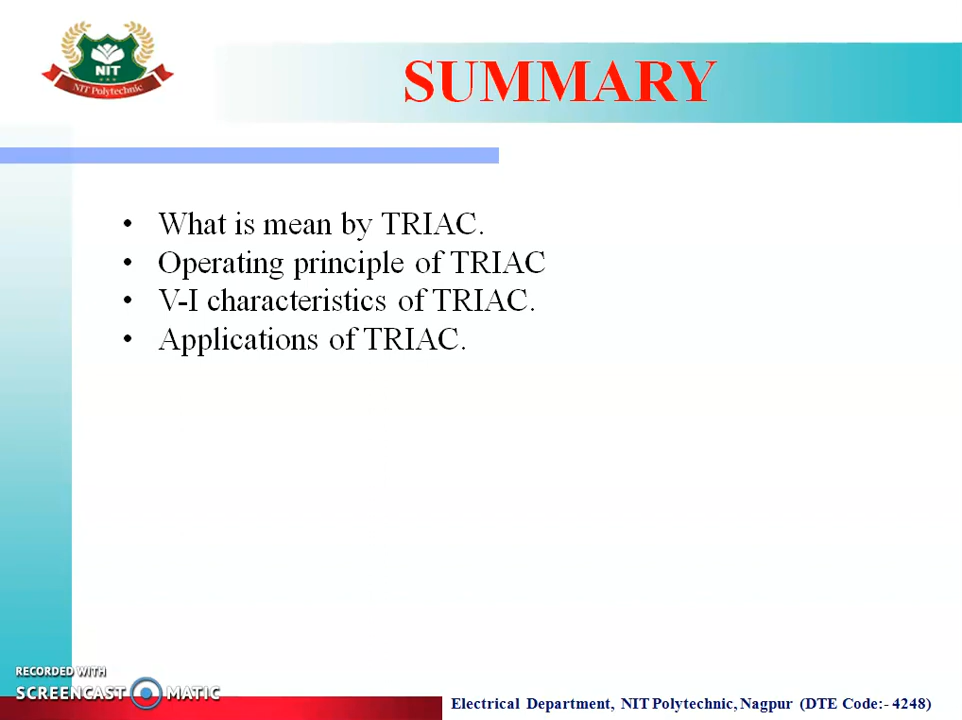 NIT
NIT Polytechnic
SUMMARY
• What is mean by TRIAC.
• Operating principle of TRIAC
• V-I characteristics of TRIAC.
• Applications of TRIAC.
RECORDED WITH
SCREENCAST MATIC
Electrical Department, NIT Polytechnic, Nagpur (DTE Code:- 4248)